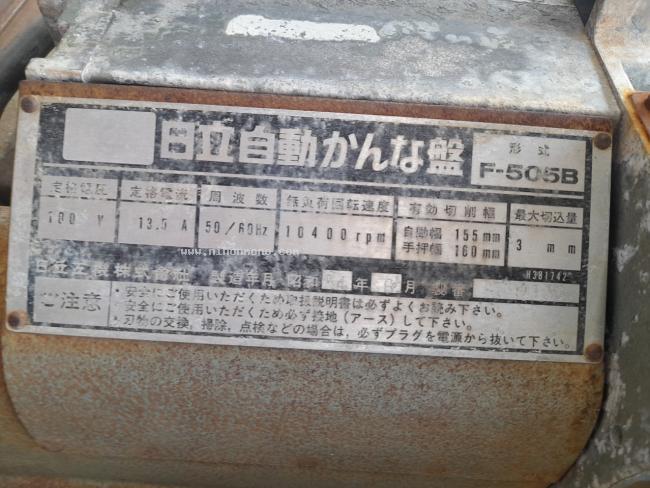 日立自動かんな盤
形式
F-505B
定格電圧 定格電流 周波数 無負荷回転速度 有効切削幅 最大切込量
100 V 13.5 A 50/60Hz 10400 rpm 自動幅 155mm 3 mm
手押幅 160mm
www.nihonmono.com
日立工機株式会社 製造年月 昭和 年 月 製番
H381742
ご注意
・安全にご使用いただくため取扱説明書は必ずよくお読み下さい。
安全にご使用いただくため必ず接地(アース)して下さい。
・刃物の交換、掃除、点検などの場合は、必ずプラグを電源から抜いて下さい。